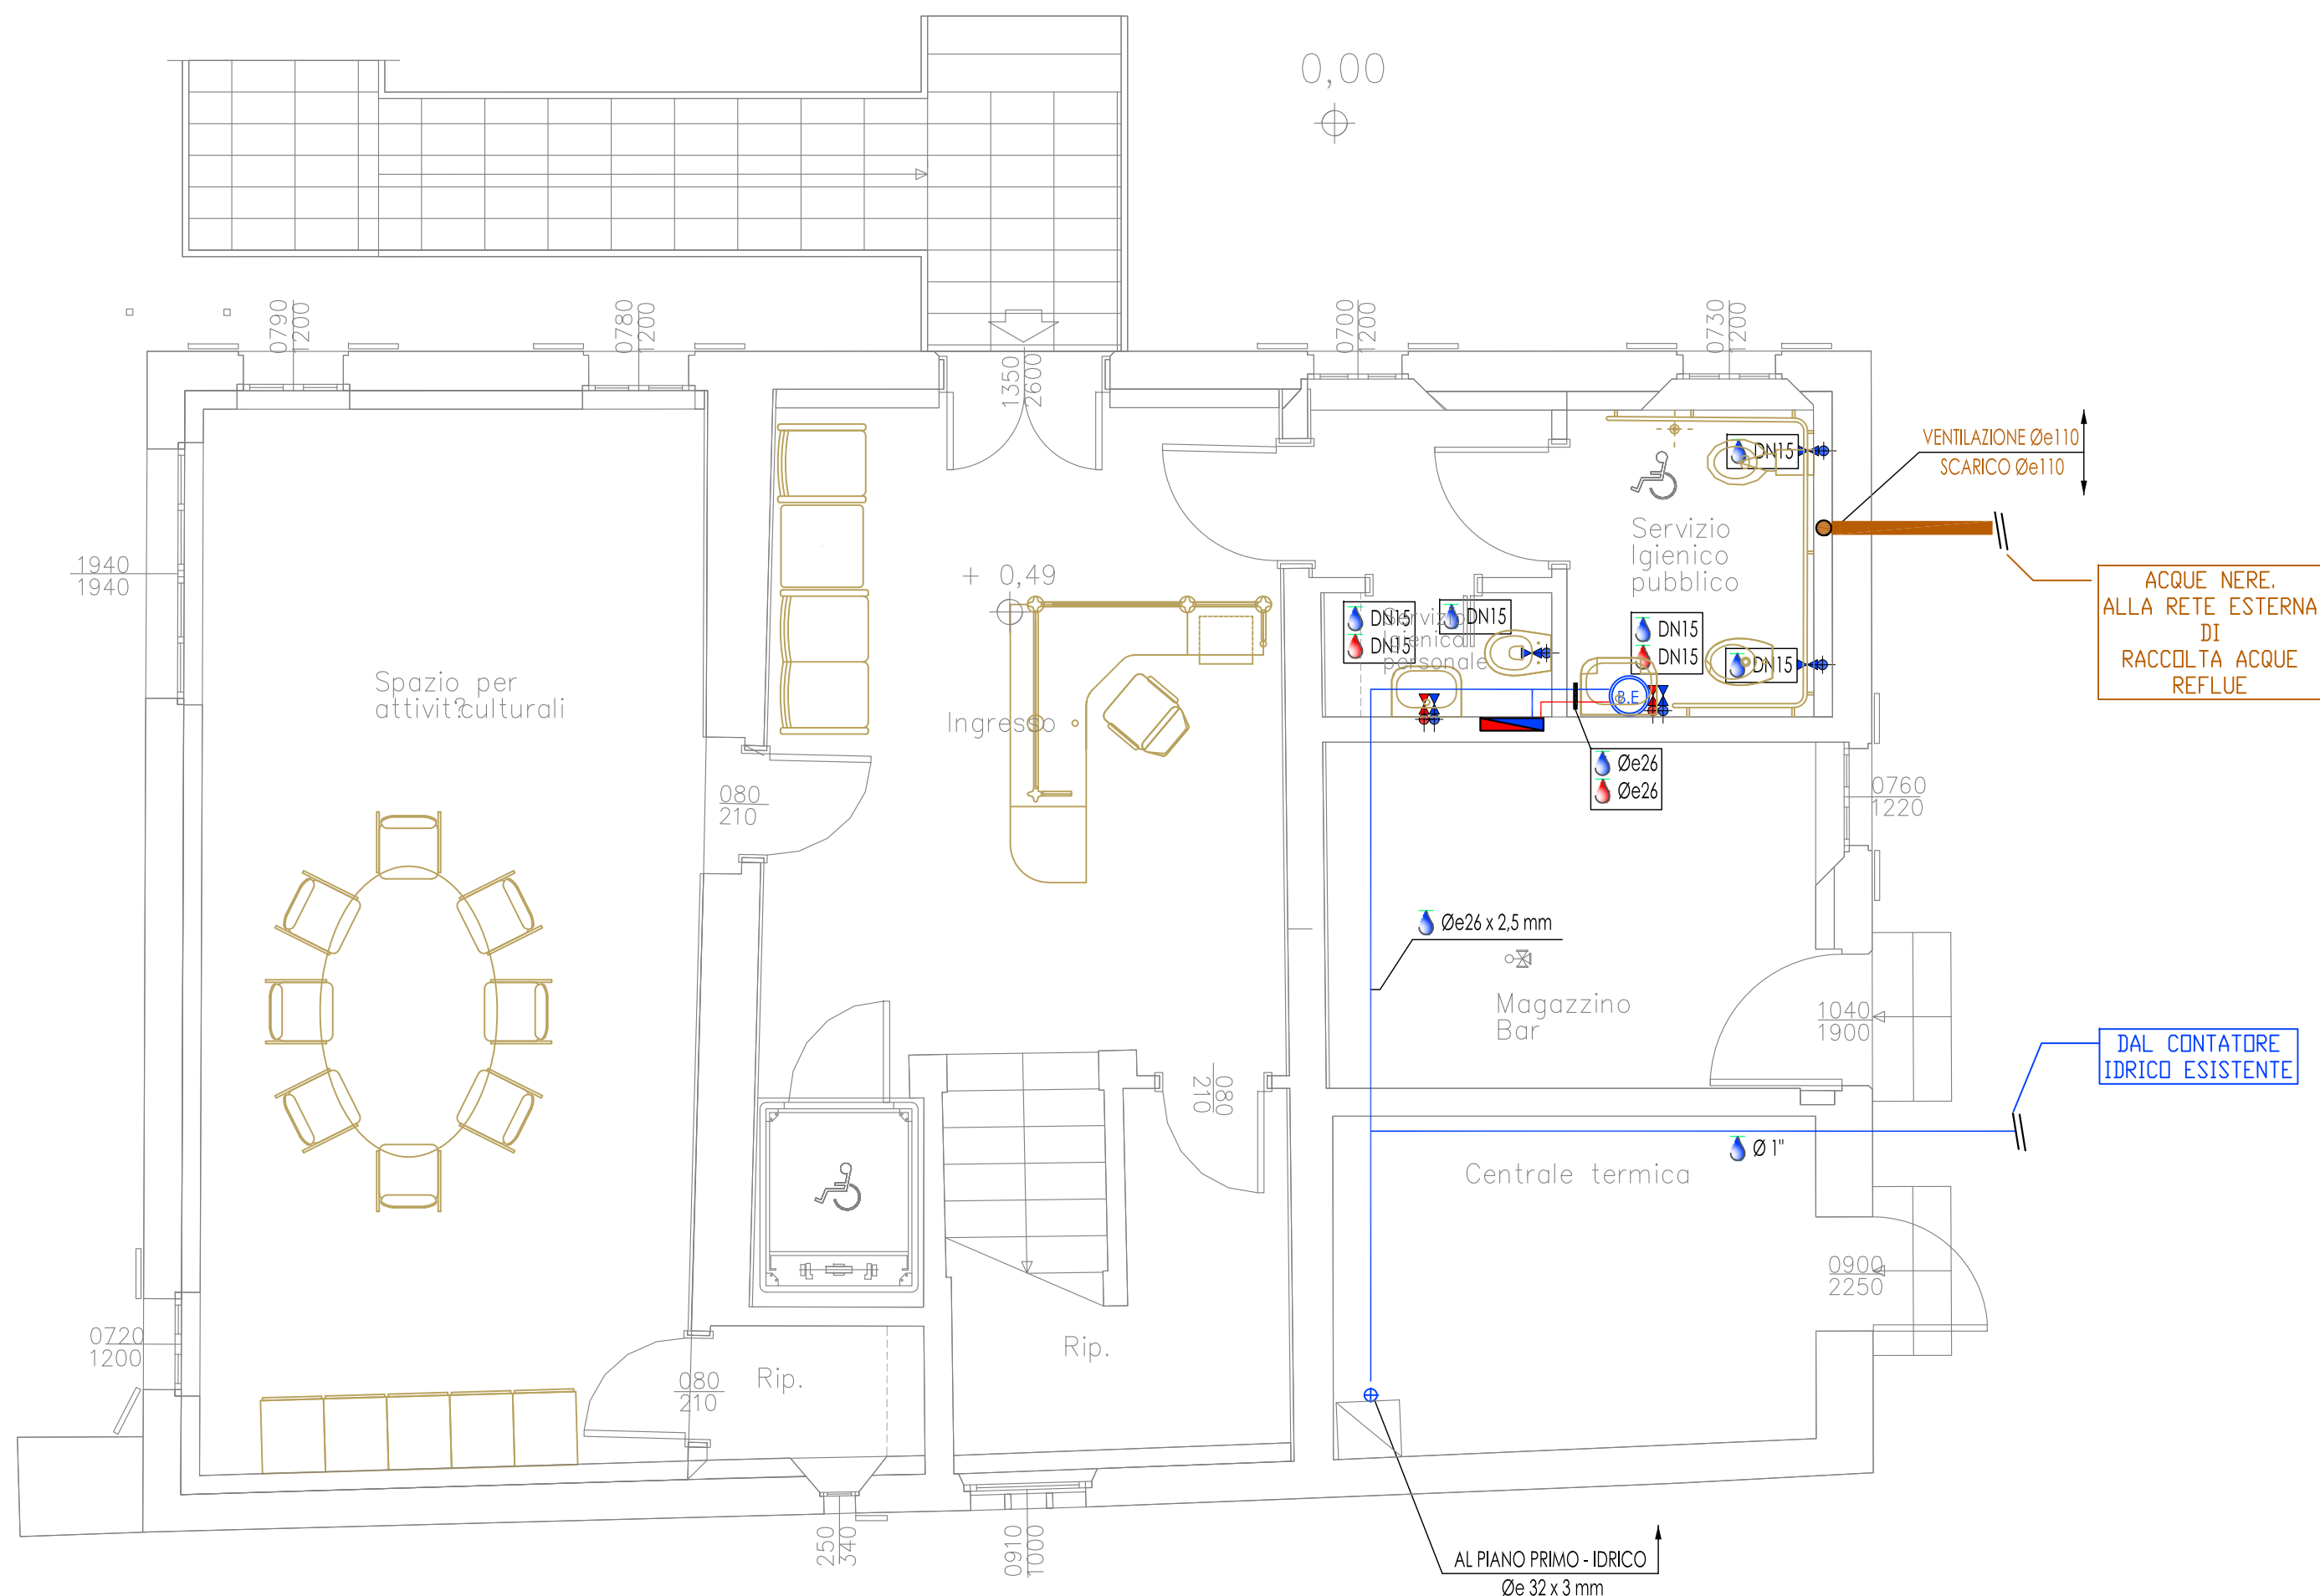 0,00
0790
1200
0780
1200
1350
2600
0700
1200
0730
1200
VENTILAZIONE Øe110
SCARICO Øe110
DN15
Servizio
Igienico
pubblico
1940
1940
+ 0,49
ACQUE NERE.
ALLA RETE ESTERNA
DI
RACCOLTA ACQUE
REFLUE
DN15
DN15
DN15
Servizio
Igienico
personale
DN15
DN15
DN15
B.E.
Spazio per
attivit?culturali
Ingresso
Øe26
Øe26
080
210
0760
1220
Øe26 x 2,5 mm
Magazzino
Bar
1040
1900
DAL CONTATORE
IDRICO ESISTENTE
080
210
Ø 1"
Centrale termica
0900
2250
0720
1200
Rip.
080
210
Rip.
250
340
0910
1000
AL PIANO PRIMO - IDRICO
Øe 32 x 3 mm